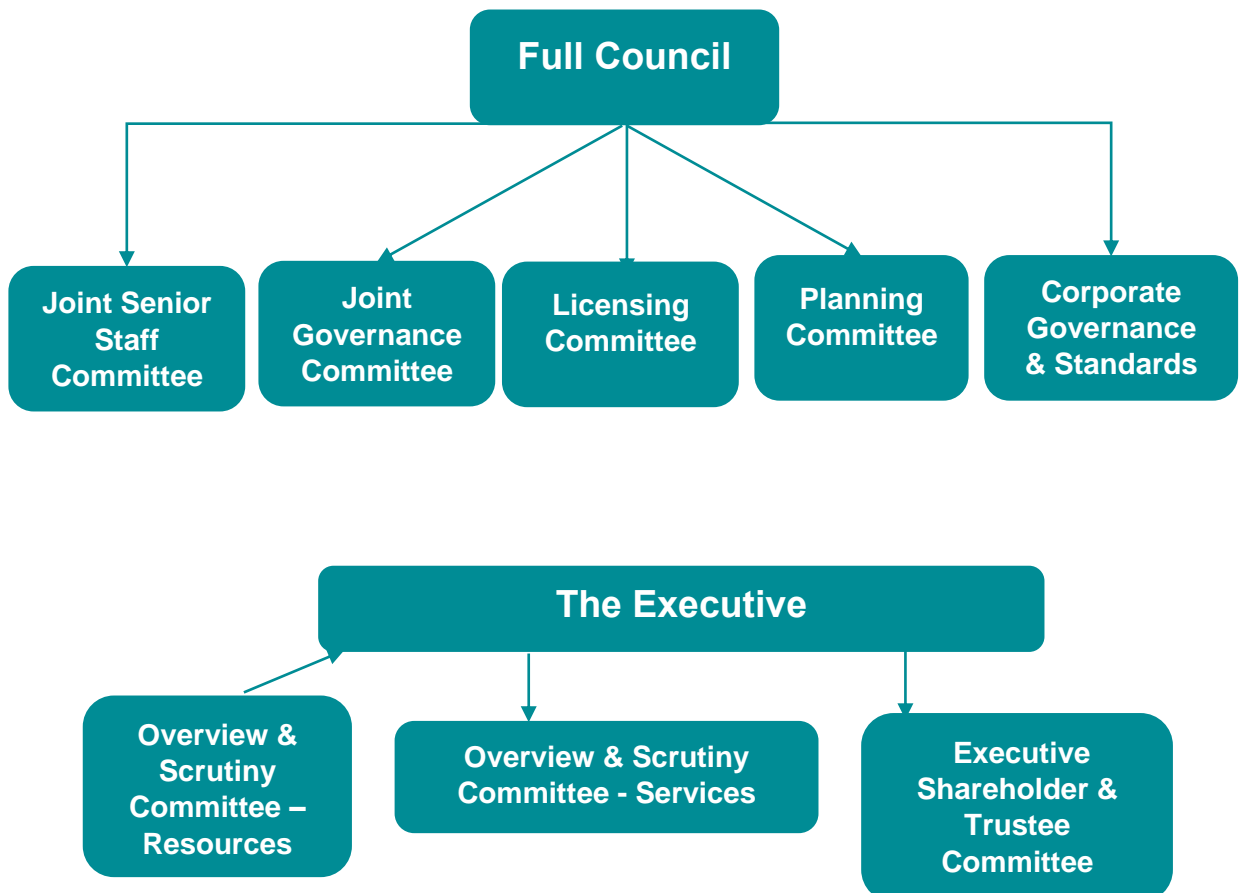 Full Council
Joint Senior
Staff
Committee
Joint
Governance
Committee
Licensing
Committee
Planning
Committee
Corporate
Governance
& Standards
The Executive
Overview &
Scrutiny
Committee –
Resources
Overview & Scrutiny
Committee - Services
Executive
Shareholder &
Trustee
Committee